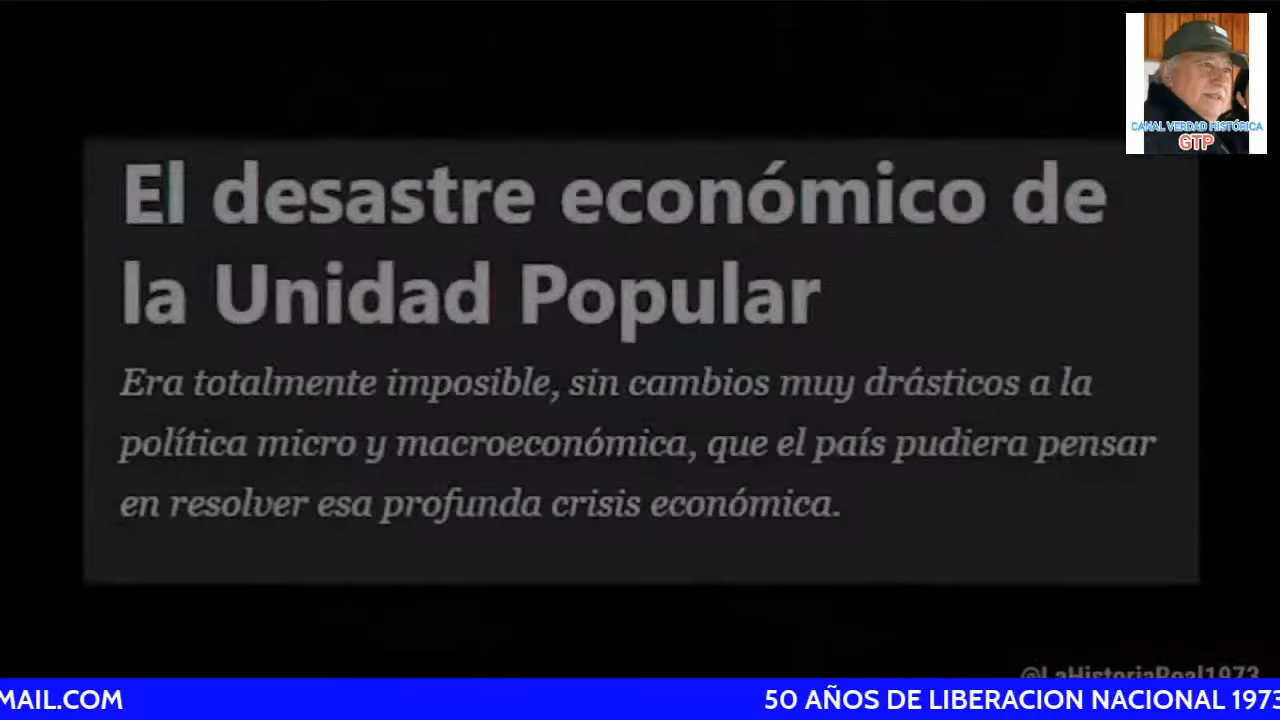 CANAL VERDAD HISTÓRICA
GTP
El desastre económico de
la Unidad Popular
Era totalmente imposible, sin cambios muy drásticos a la
política micro y macroeconómica, que el país pudiera pensar
en resolver esa profunda crisis económica.
@LaHistoriaReal1973
MAIL.COM 50 AÑOS DE LIBERACION NACIONAL 1973